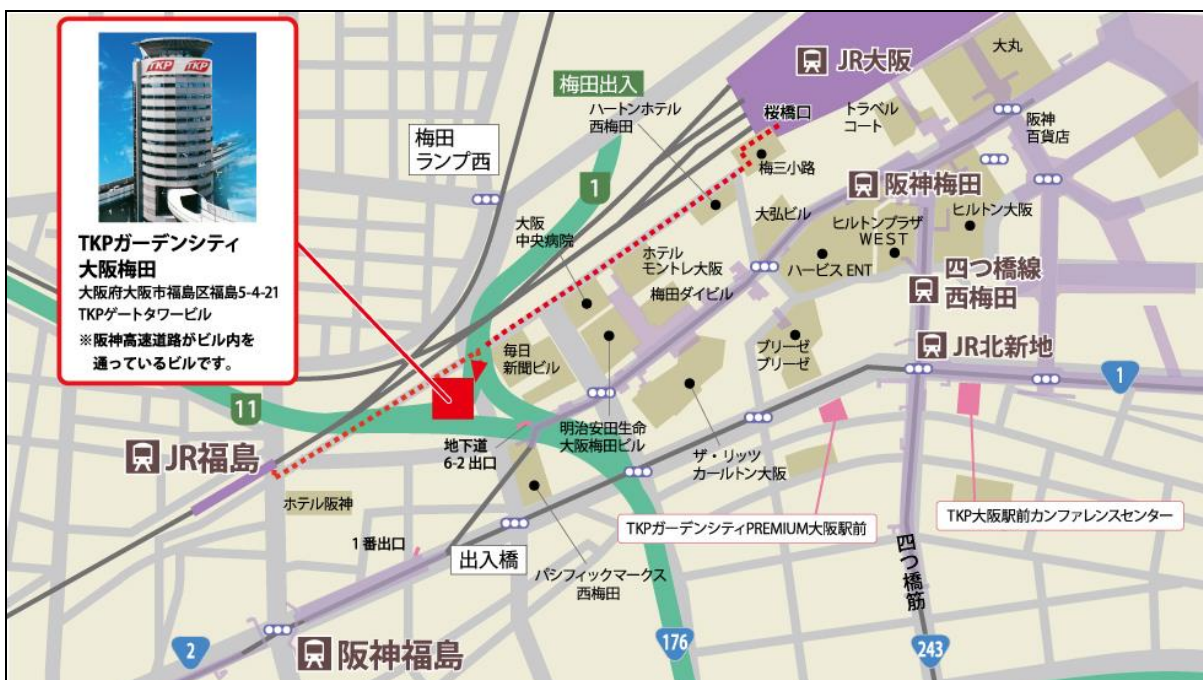 TKP
TKP
TKPガーデンシティ
大阪梅田
大阪府大阪市福島区福島5-4-21
TKPゲートタワービル
※阪神高速道路がビル内を
通っているビルです。
梅田出入
ハートンホテル
西梅田
梅田
ランプ西
1
大阪
中央病院
JR大阪
大丸
桜橋口
トラベル
コート
阪神
百貨店
梅三小路
阪神梅田
大弘ビル
ヒルトンプラザ
WEST
ヒルトン大阪
ホテル
モントレ大阪
ハービス ENT
四つ橋線
西梅田
梅田ダイビル
毎日
新聞ビル
ブリーゼ
ブリーゼ
JR北新地
1
11
JR福島
地下道
6-2 出口
明治安田生命
大阪梅田ビル
ザ・リッツ
カールトン大阪
ホテル阪神
TKPガーデンシティPREMIUM大阪駅前
TKP大阪駅前カンファレンスセンター
1番出口
出入橋
パシフィックマークス
西梅田
四つ橋筋
2
阪神福島
176
243